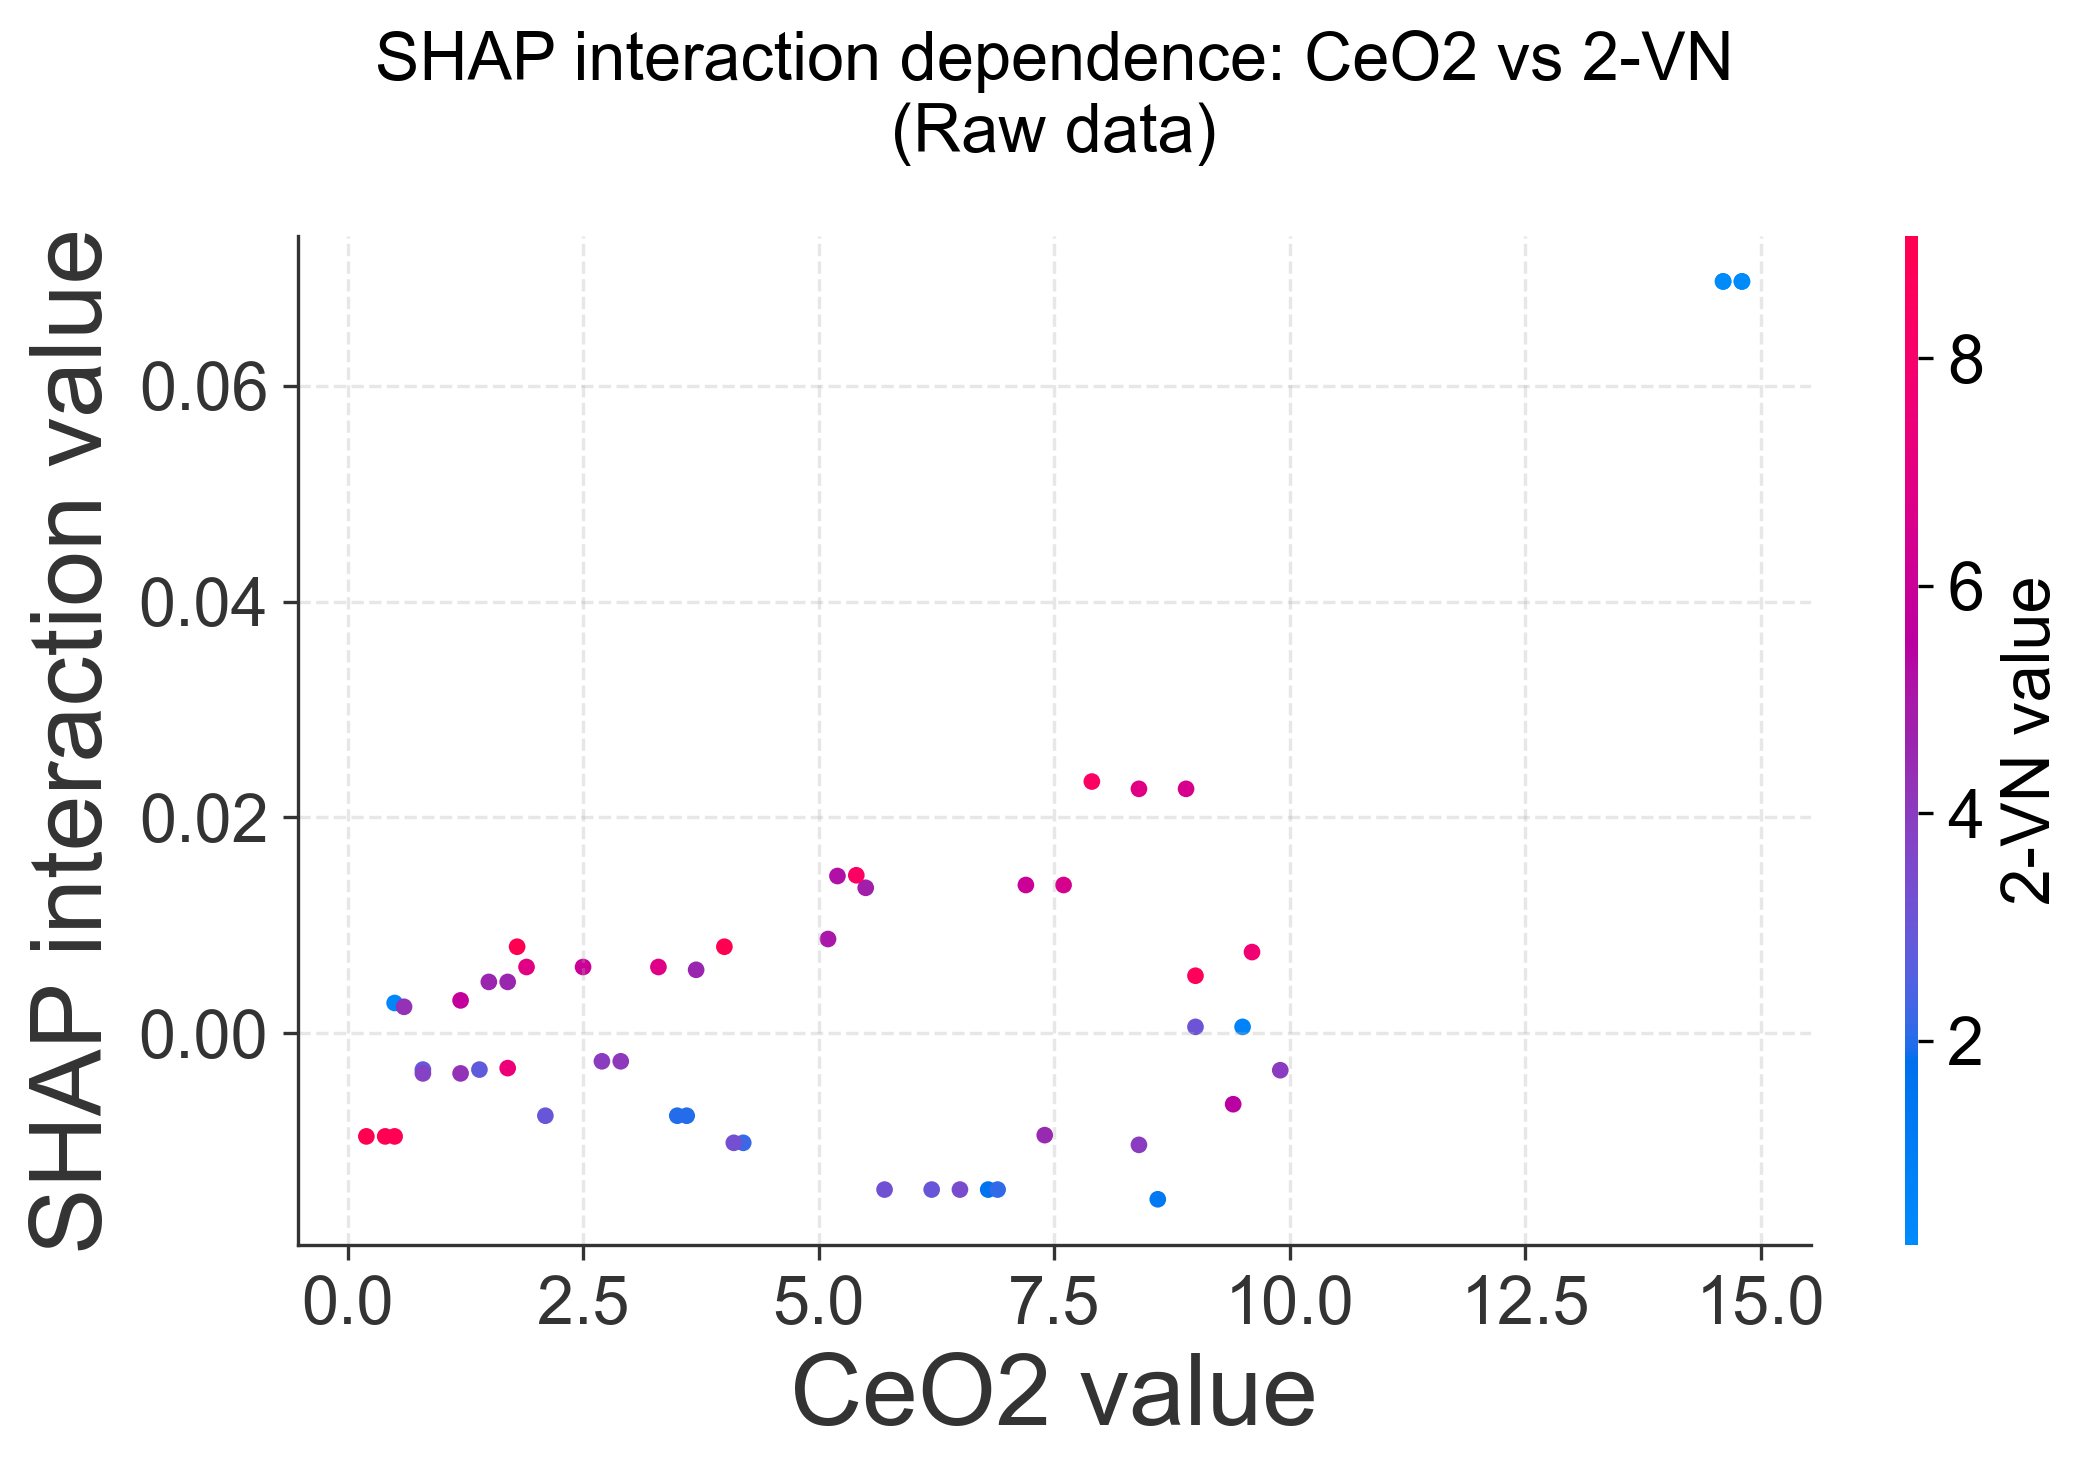 SHAP interaction dependence: CeO2 vs 2-VN
(Raw data)
SHAP interaction value
0.06
0.04
0.02
0.00
0.0 2.5 5.0 7.5 10.0 12.5 15.0
CeO2 value
8
6
4
2
2-VN value